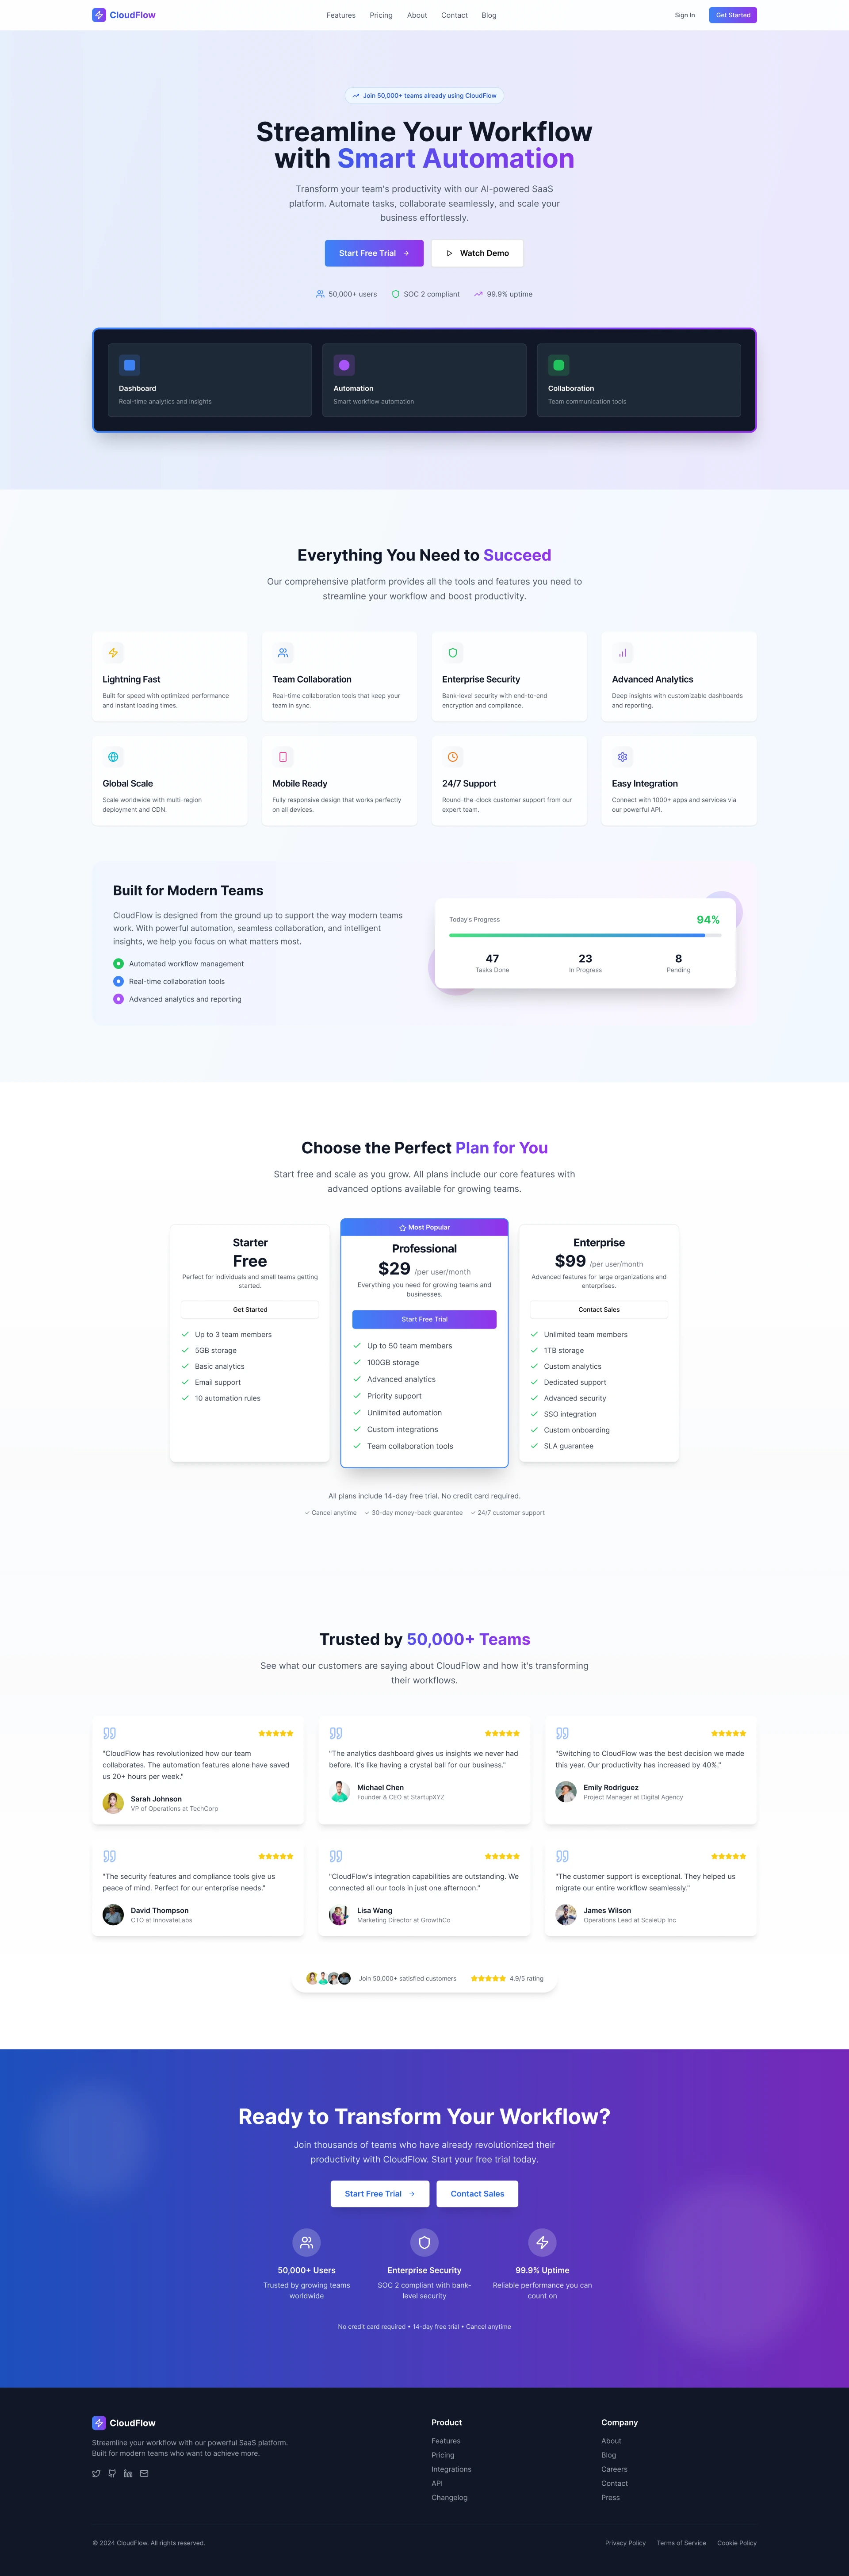 CloudFlow
Features Pricing About Contact Blog
Sign In
Get Started
Join 50,000+ teams already using CloudFlow
Streamline Your Workflow
with Smart Automation
Transform your team's productivity with our AI-powered SaaS
platform. Automate tasks, collaborate seamlessly, and scale your
business effortlessly.
Start Free Trial
Watch Demo
50,000+ users
SOC 2 compliant
99.9% uptime
Dashboard
Real-time analytics and insights
Automation
Smart workflow automation
Collaboration
Team communication tools
Everything You Need to Succeed
Our comprehensive platform provides all the tools and features you need to
streamline your workflow and boost productivity.
Lightning Fast
Built for speed with optimized performance
and instant loading times.
Team Collaboration
Real-time collaboration tools that keep your
team in sync.
Enterprise Security
Bank-level security with end-to-end
encryption and compliance.
Advanced Analytics
Deep insights with customizable dashboards
and reporting.
Global Scale
Scale worldwide with multi-region
deployment and CDN.
Mobile Ready
Fully responsive design that works perfectly
on all devices.
24/7 Support
Round-the-clock customer support from our
expert team.
Easy Integration
Connect with 1000+ apps and services via
our powerful API.
Built for Modern Teams
CloudFlow is designed from the ground up to support the way modern teams
work. With powerful automation, seamless collaboration, and intelligent
insights, we help you focus on what matters most.
Automated workflow management
Real-time collaboration tools
Advanced analytics and reporting
Today's Progress
94%
47
Tasks Done
23
In Progress
8
Pending
Choose the Perfect Plan for You
Start free and scale as you grow. All plans include our core features with
advanced options available for growing teams.
Starter
Free
Perfect for individuals and small teams getting
started.
Get Started
Up to 3 team members
5GB storage
Basic analytics
Email support
10 automation rules
Most Popular
Professional
$29 /per user/month
Everything you need for growing teams and
businesses.
Start Free Trial
Up to 50 team members
100GB storage
Advanced analytics
Priority support
Unlimited automation
Custom integrations
Team collaboration tools
Enterprise
$99 /per user/month
Advanced features for large organizations and
enterprises.
Contact Sales
Unlimited team members
1TB storage
Custom analytics
Dedicated support
Advanced security
SSO integration
Custom onboarding
SLA guarantee
All plans include 14-day free trial. No credit card required.
✓ Cancel anytime ✓ 30-day money-back guarantee ✓ 24/7 customer support
Trusted by 50,000+ Teams
See what our customers are saying about CloudFlow and how it's transforming
their workflows.
"CloudFlow has revolutionized how our team
collaborates. The automation features alone have saved
us 20+ hours per week."
Sarah Johnson
VP of Operations at TechCorp
"The analytics dashboard gives us insights we never had
before. It's like having a crystal ball for our business."
Michael Chen
Founder & CEO at StartupXYZ
"Switching to CloudFlow was the best decision we made
this year. Our productivity has increased by 40%."
Emily Rodriguez
Project Manager at Digital Agency
"The security features and compliance tools give us
peace of mind. Perfect for our enterprise needs."
David Thompson
CTO at InnovateLabs
"CloudFlow's integration capabilities are outstanding. We
connected all our tools in just one afternoon."
Lisa Wang
Marketing Director at GrowthCo
"The customer support is exceptional. They helped us
migrate our entire workflow seamlessly."
James Wilson
Operations Lead at ScaleUp Inc
Join 50,000+ satisfied customers
4.9/5 rating
Ready to Transform Your Workflow?
Join thousands of teams who have already revolutionized their
productivity with CloudFlow. Start your free trial today.
Start Free Trial
Contact Sales
50,000+ Users
Trusted by growing teams
worldwide
Enterprise Security
SOC 2 compliant with bank-
level security
99.9% Uptime
Reliable performance you can
count on
No credit card required • 14-day free trial • Cancel anytime
CloudFlow
Streamline your workflow with our powerful SaaS platform.
Built for modern teams who want to achieve more.
Product
Features
Pricing
Integrations
API
Changelog
Company
About
Blog
Careers
Contact
Press
© 2024 CloudFlow. All rights reserved.
Privacy Policy Terms of Service Cookie Policy